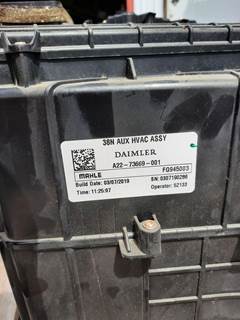 38N AUX HVAC ASSY
DAIMLER
A22-73669-001
MAHLE FG945003
Build Date: 03/07/2019 SN: 0307190286
Time: 11:25:07 Operator: 52133